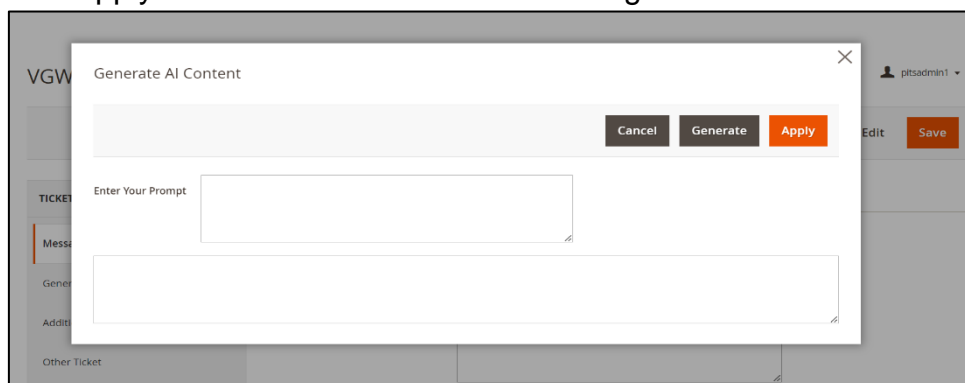 VGW
Generate AI Content
pitsadmin1
Cancel Generate Apply
Edit Save
Enter Your Prompt
TICKET
Messa
Gener
Additi
Other Ticket